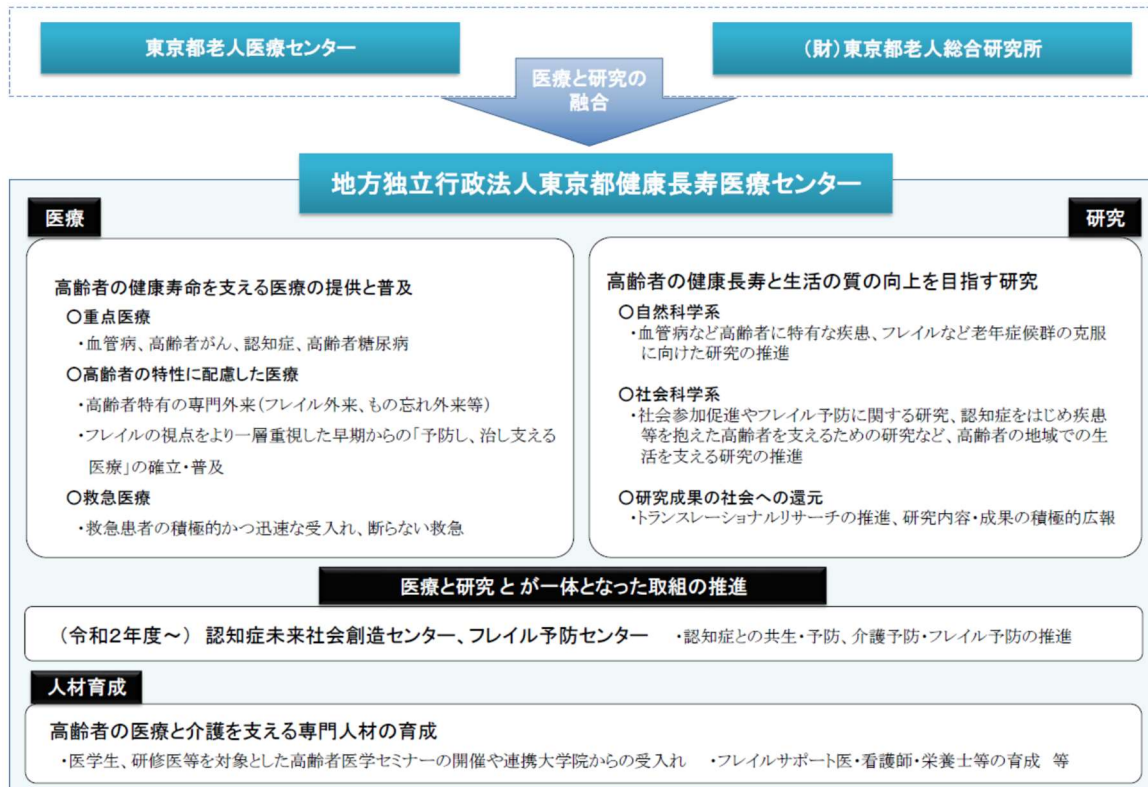 東京都老人医療センター
(財)東京都老人総合研究所
医療と研究の
融合
地方独立行政法人東京都健康長寿医療センター
医療
高齢者の健康寿命を支える医療の提供と普及
○重点医療
・血管病、高齢者がん、認知症、高齢者糖尿病
○高齢者の特性に配慮した医療
・高齢者特有の専門外来(フレイル外来、もの忘れ外来等)
・フレイルの視点をより一層重視した早期からの「予防し、治し支える
医療」の確立・普及
○救急医療
・救急患者の積極的かつ迅速な受入れ、断らない救急
研究
高齢者の健康長寿と生活の質の向上を目指す研究
○自然科学系
・血管病など高齢者に特有な疾患、フレイルなど老年症候群の克服
に向けた研究の推進
○社会科学系
・社会参加促進やフレイル予防に関する研究、認知症をはじめ疾患
等を抱えた高齢者を支えるための研究など、高齢者の地域での生
活を支える研究の推進
○研究成果の社会への還元
・トランスレーショナルリサーチの推進、研究内容・成果の積極的広報
医療と研究とが一体となった取組の推進
(令和2年度~) 認知症未来社会創造センター、フレイル予防センター ・認知症との共生・予防、介護予防・フレイル予防の推進
人材育成
高齢者の医療と介護を支える専門人材の育成
・医学生、研修医等を対象とした高齢者医学セミナーの開催や連携大学院からの受入れ ・フレイルサポート医・看護師・栄養士等の育成 等